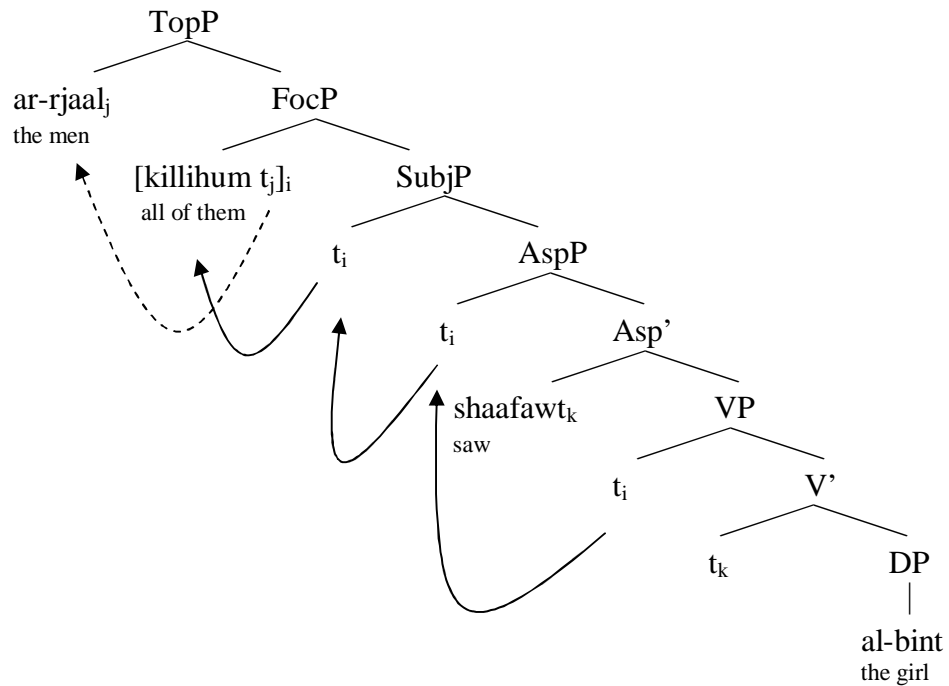 TopP
ar-rjaalj FocP
the men
[killihum tj]i SubjP
all of them
ti AspP
ti Asp’
shaafawtk VP
saw
ti V’
tk DP
al-bint
the girl